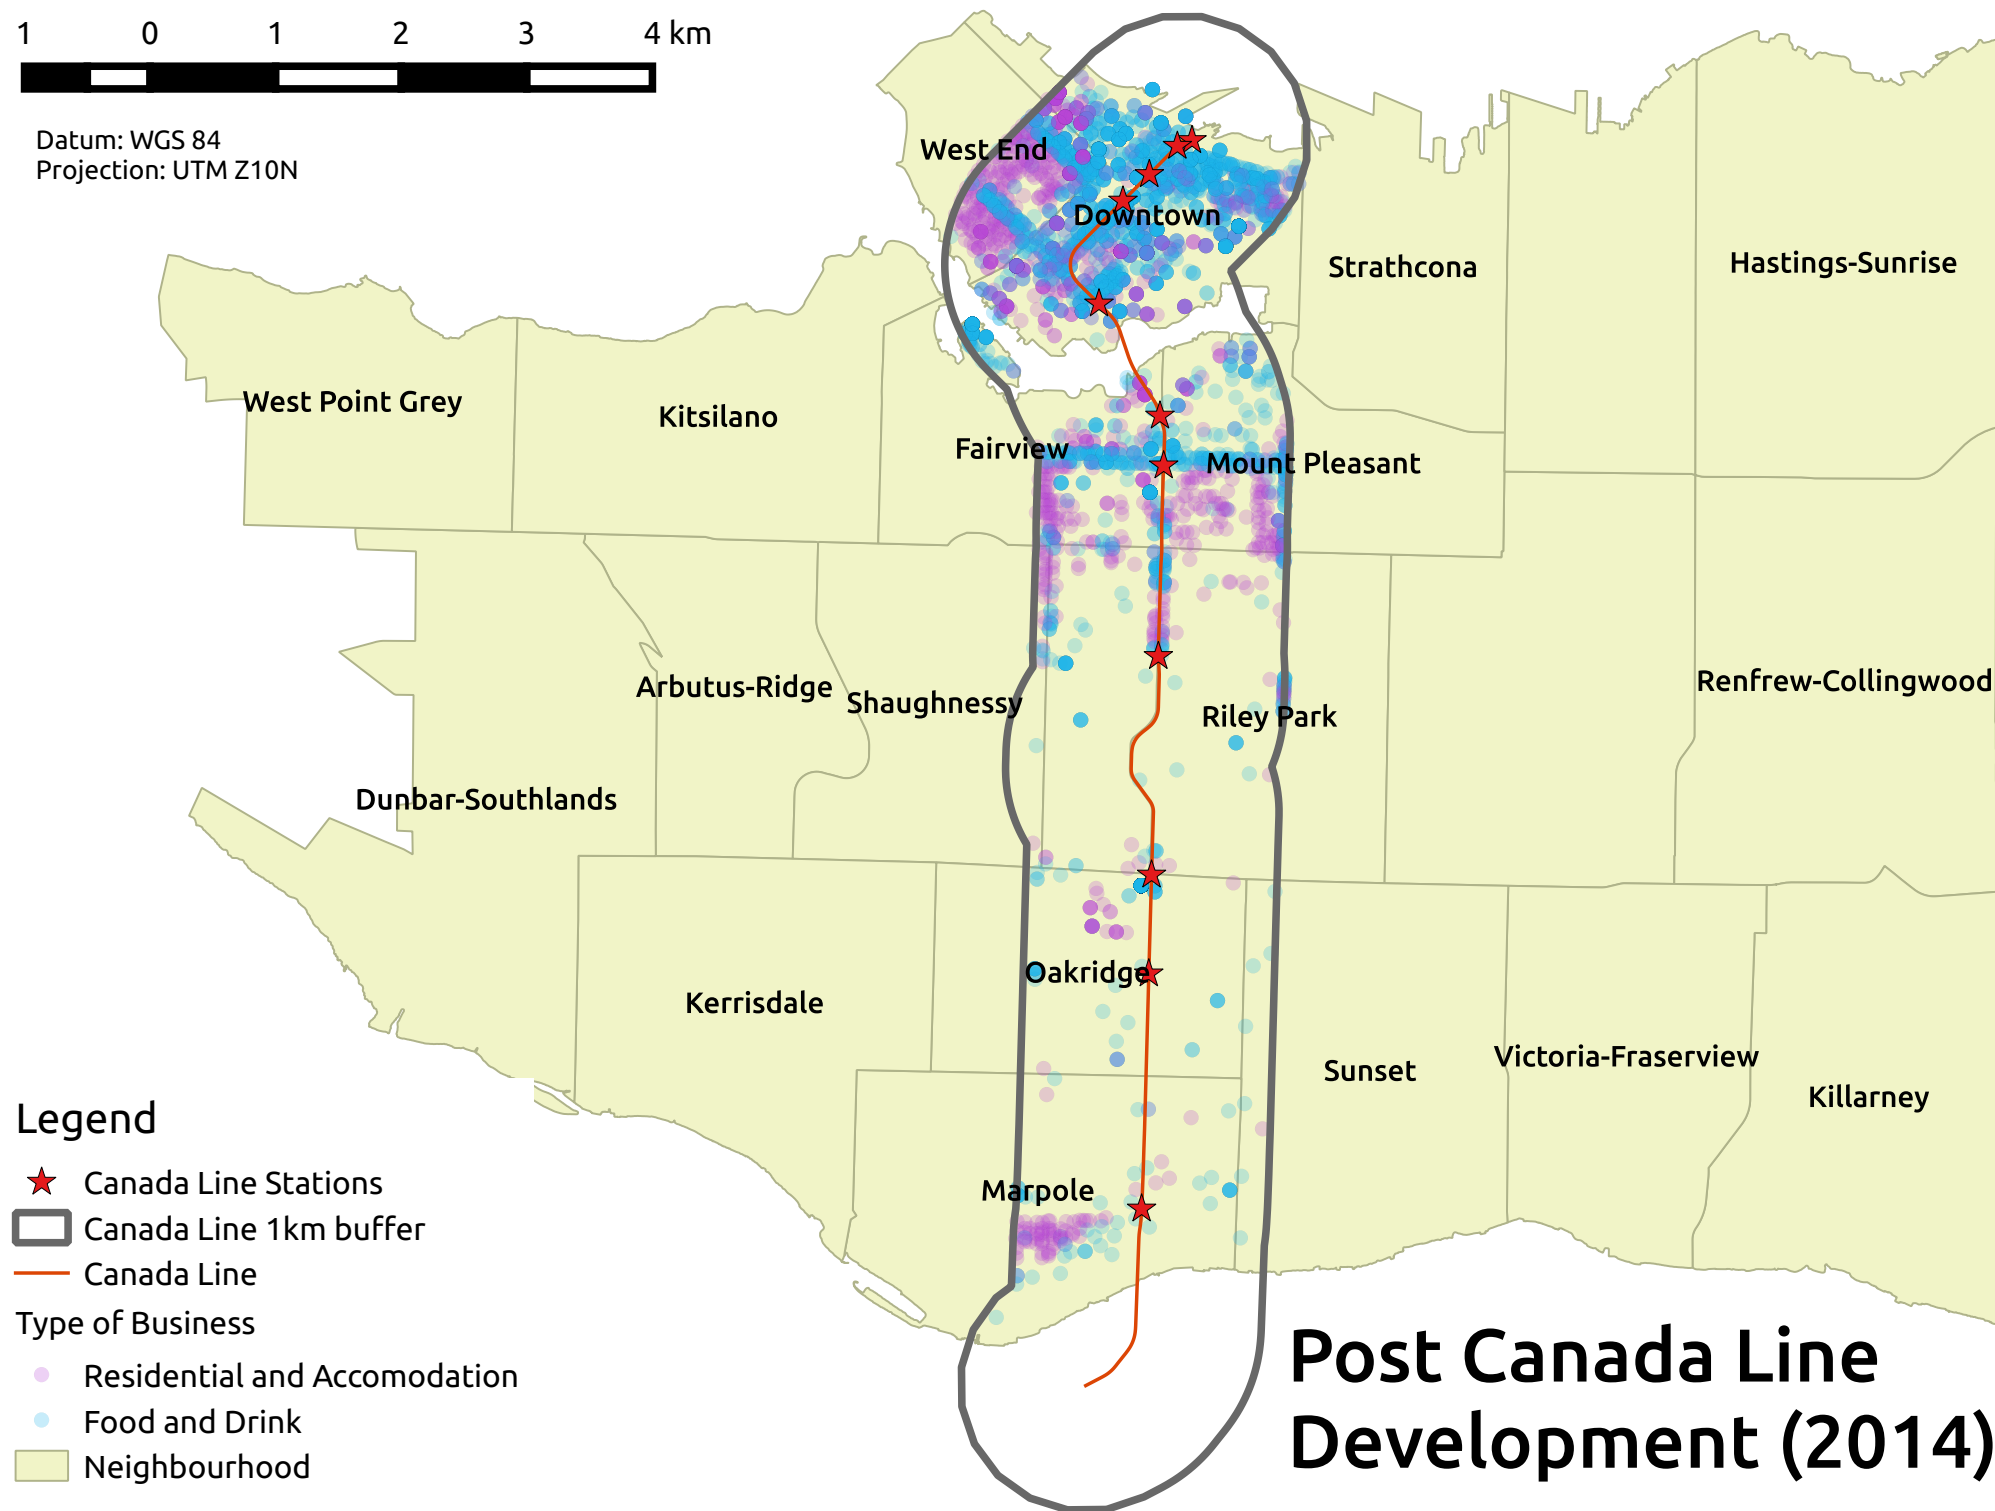 1 0 1 2 3 4 km
Datum: WGS 84
Projection: UTM Z10N
West End
Downtown
Strathcona
Hastings-Sunrise
West Point Grey
Kitsilano
Fairview
Mount Pleasant
Arbutus-Ridge
Shaughnessy
Riley Park
Renfrew-Collingwood
Dunbar-Southlands
Oakridge
Kerrisdale
Sunset
Victoria-Fraserview
Killarney
Marpole
Legend
Canada Line Stations
Canada Line 1km buffer
Canada Line
Type of Business
Residential and Accomodation
Food and Drink
Neighbourhood
Post Canada Line
Development (2014)